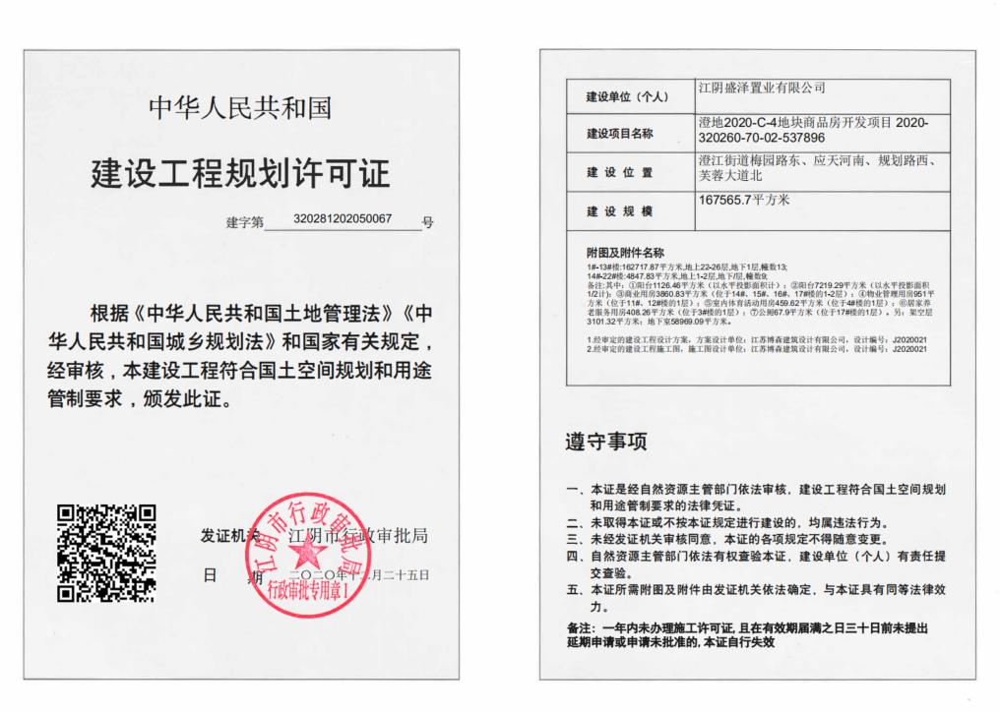 中华人民共和国
建设工程规划许可证
建字第 320281202050067 号
根据《中华人民共和国土地管理法》《中
华人民共和国城乡规划法》和国家有关规定，
经审核，本建设工程符合国土空间规划和用途
管制要求，颁发此证。
发证机关 江阴市行政审批局
日 期 二〇二〇年十二月二十五日
江阴市行政审批局
行政审批专用章1
建设单位（个人） 江阴盛泽置业有限公司
建设项目名称 澄地2020-C-4地块商品房开发项目 2020-
320260-70-02-537896
建设位置 澄江街道梅园路东、应天河南、规划路西、
芙蓉大道北
建设规模 167565.7平方米
附图及附件名称
1#-13#楼:162717.87平方米,地上22-26层,地下1层,幢数13;
14#-22#楼:4847.83平方米,地上1-2层,地下/层,幢数9;
备注:其中：①阳台1126.46平方米（以水平投影面积计）；②阳台7219.29平方米（以水平投影面积
1/2计)；③商业用房3860.83平方米（位于14#、15#、16#、17#楼的1-2层）；④物业管理用房951平
方米（位于11#、12#楼的1层）；⑤室内体育活动用房459.62平方米（位于4#楼的1层）；⑥居家养
老服务用房408.26平方米（位于3#楼的1层）；⑦公厕67.9平方米（位于17#楼的1层）。另：架空层
3101.32平方米；地下室58969.09平方米。
1.经审定的建设工程设计方案，方案设计单位：江苏博森建筑设计有限公司，设计编号：J2020021
2.经审定的建设工程施工图，施工图设计单位：江苏博森建筑设计有限公司，设计编号：J2020021
遵守事项
一、本证是经自然资源主管部门依法审核，建设工程符合国土空间规划
和用途管制要求的法律凭证。
二、未取得本证或不按本证规定进行建设的，均属违法行为。
三、未经发证机关审核同意，本证的各项规定不得随意变更。
四、自然资源主管部门依法有权查验本证，建设单位（个人）有责任提
交查验。
五、本证所需附图及附件由发证机关依法确定，与本证具有同等法律效
力。
备注：一年内未办理施工许可证, 且在有效期届满之日三十日前未提出
延期申请或申请未批准的, 本证自行失效